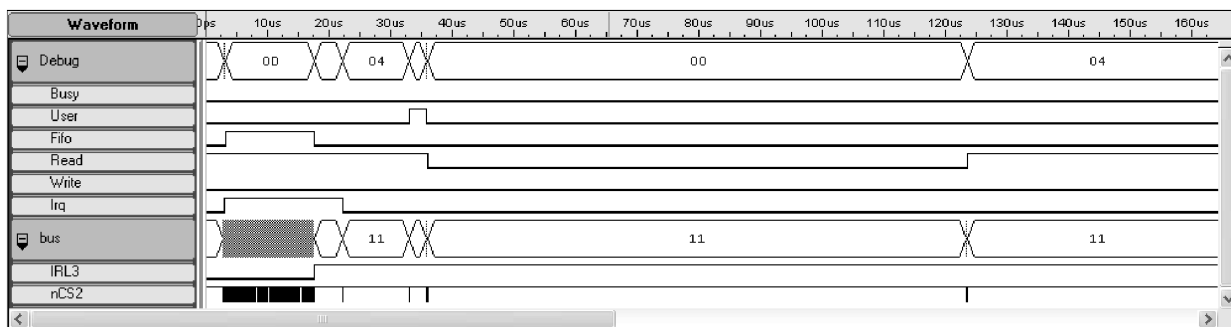 Waveform 0ps 10us 20us 30us 40us 50us 60us 70us 80us 90us 100us 110us 120us 130us 140us 150us 160us
Debug 0D 04 00 04
Busy
User
Fifo
Read
Write
Irq
bus 11 11 11
IRL3
nCS2